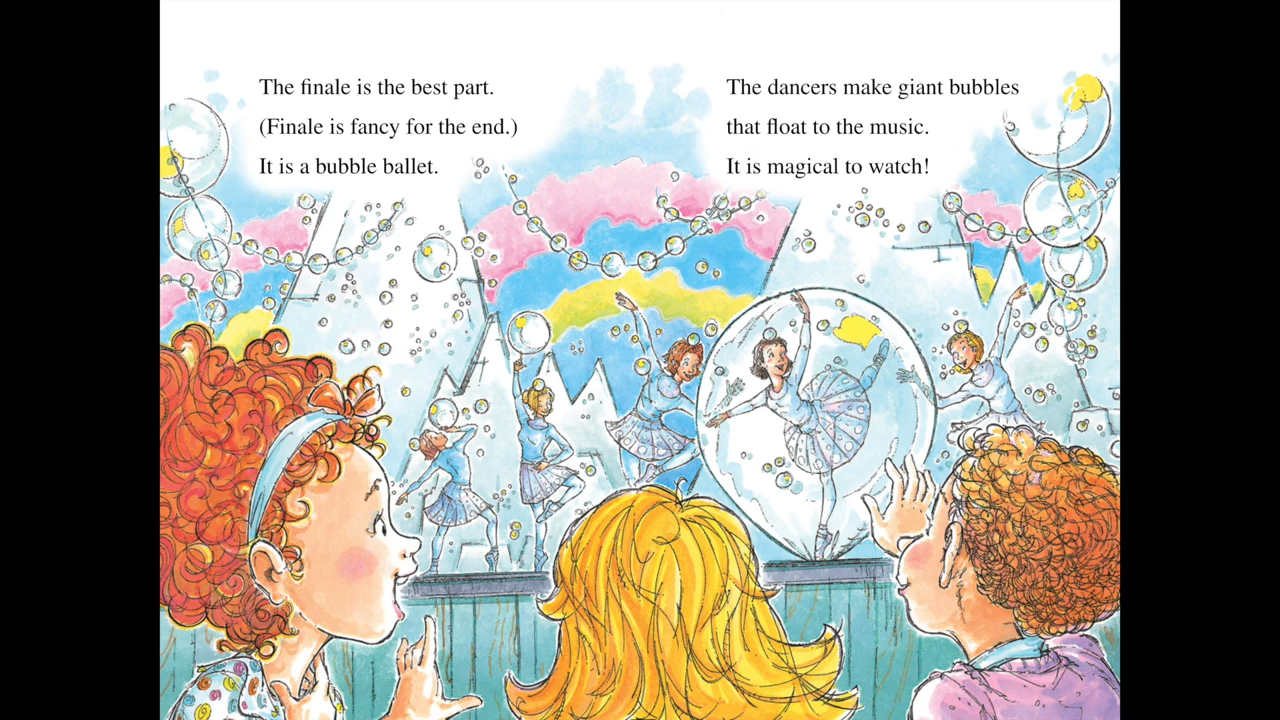 The finale is the best part.
(Finale is fancy for the end.)
It is a bubble ballet.
The dancers make giant bubbles
that float to the music.
It is magical to watch!